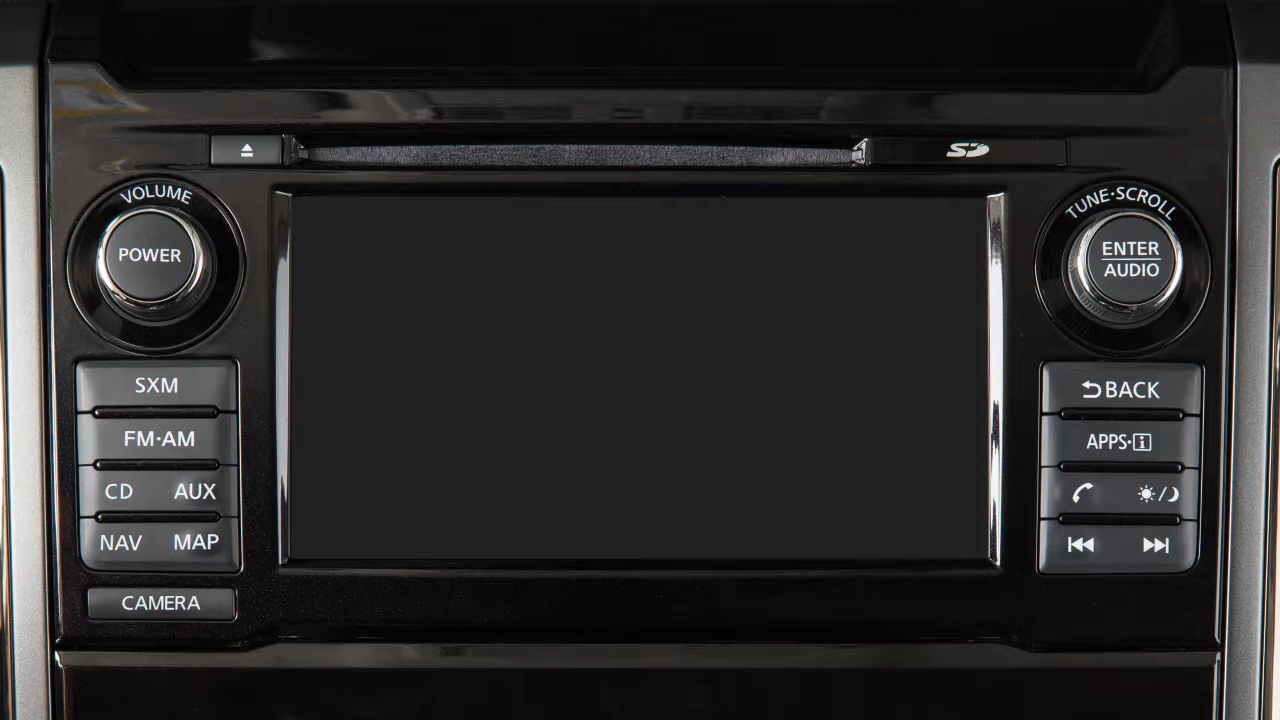 SD
VOLUME
POWER
TUNE·SCROLL
ENTER
AUDIO
SXM
FM·AM
CD AUX
NAV MAP
CAMERA
BACK
APPS·i